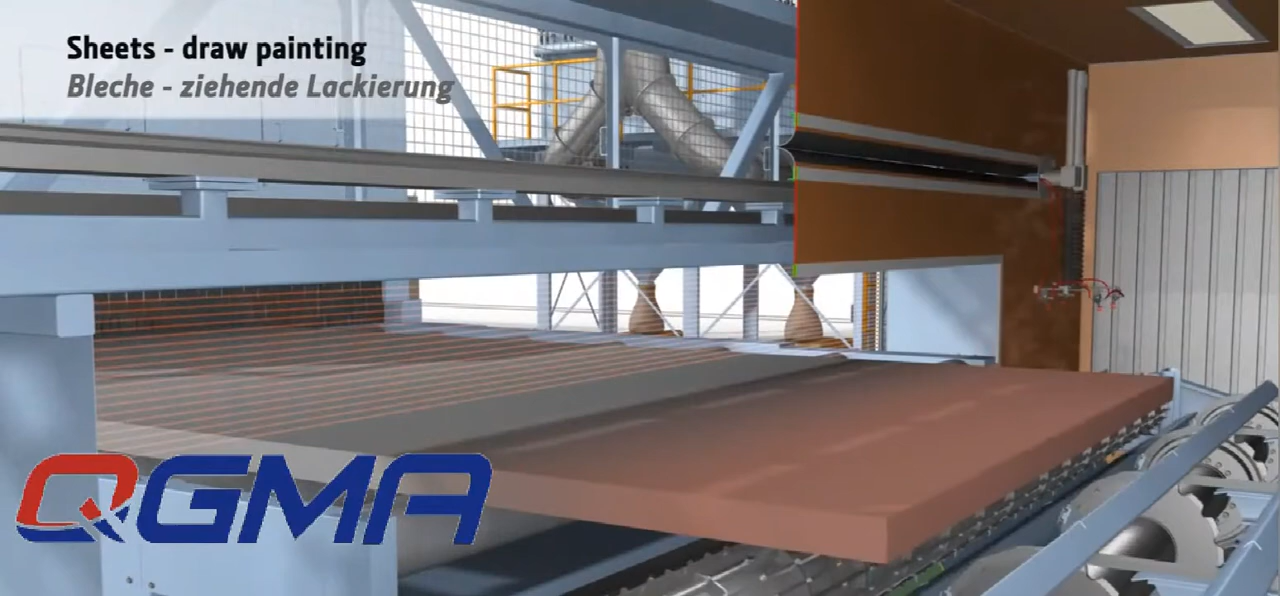 Sheets - draw painting
Bleche - ziehende Lackierung
QGMA